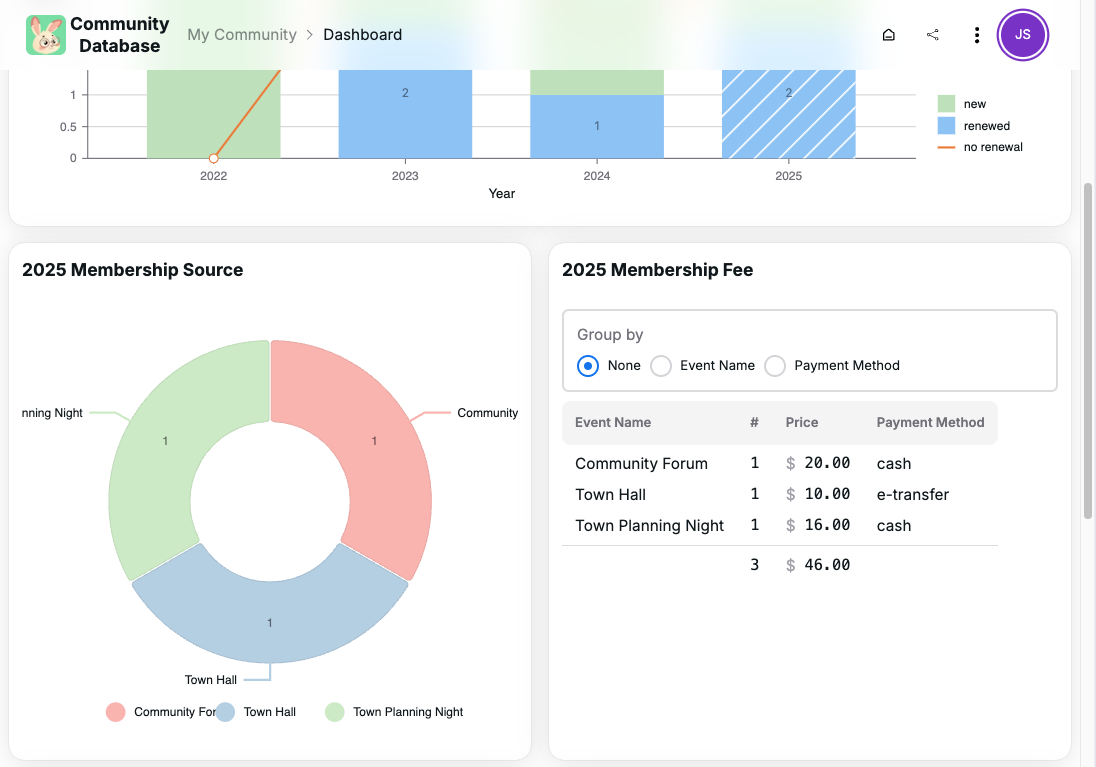 Community
Database
My Community > Dashboard
JS
1
0.5
0
2
1
2
2022
2023
2024
2025
Year
new
renewed
no renewal
2025 Membership Source
nning Night
Community
1
1
1
Town Hall
Community For
Town Hall
Town Planning Night
2025 Membership Fee
Group by
None
Event Name
Payment Method
Event Name # Price Payment Method
Community Forum 1 $ 20.00 cash
Town Hall 1 $ 10.00 e-transfer
Town Planning Night 1 $ 16.00 cash
3 $ 46.00